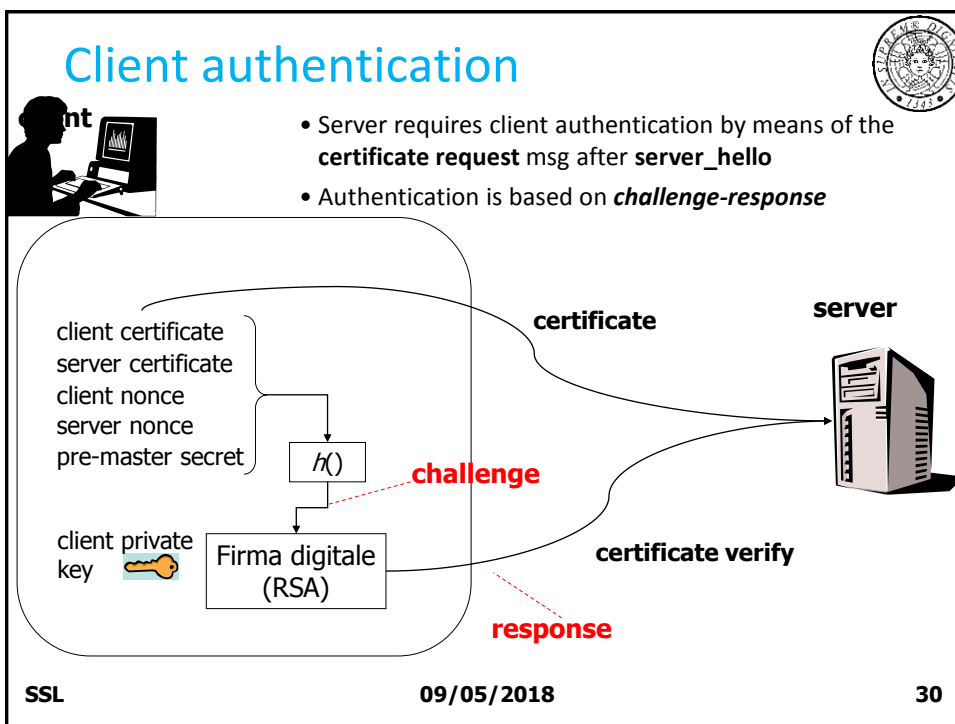 Client authentication
• Server requires client authentication by means of the
certificate request msg after server_hello
• Authentication is based on challenge-response
client certificate
server certificate
client nonce
server nonce
pre-master secret
h()
challenge
client private
key
Firma digitale
(RSA)
certificate
server
certificate verify
response
SSL
09/05/2018
30
1343